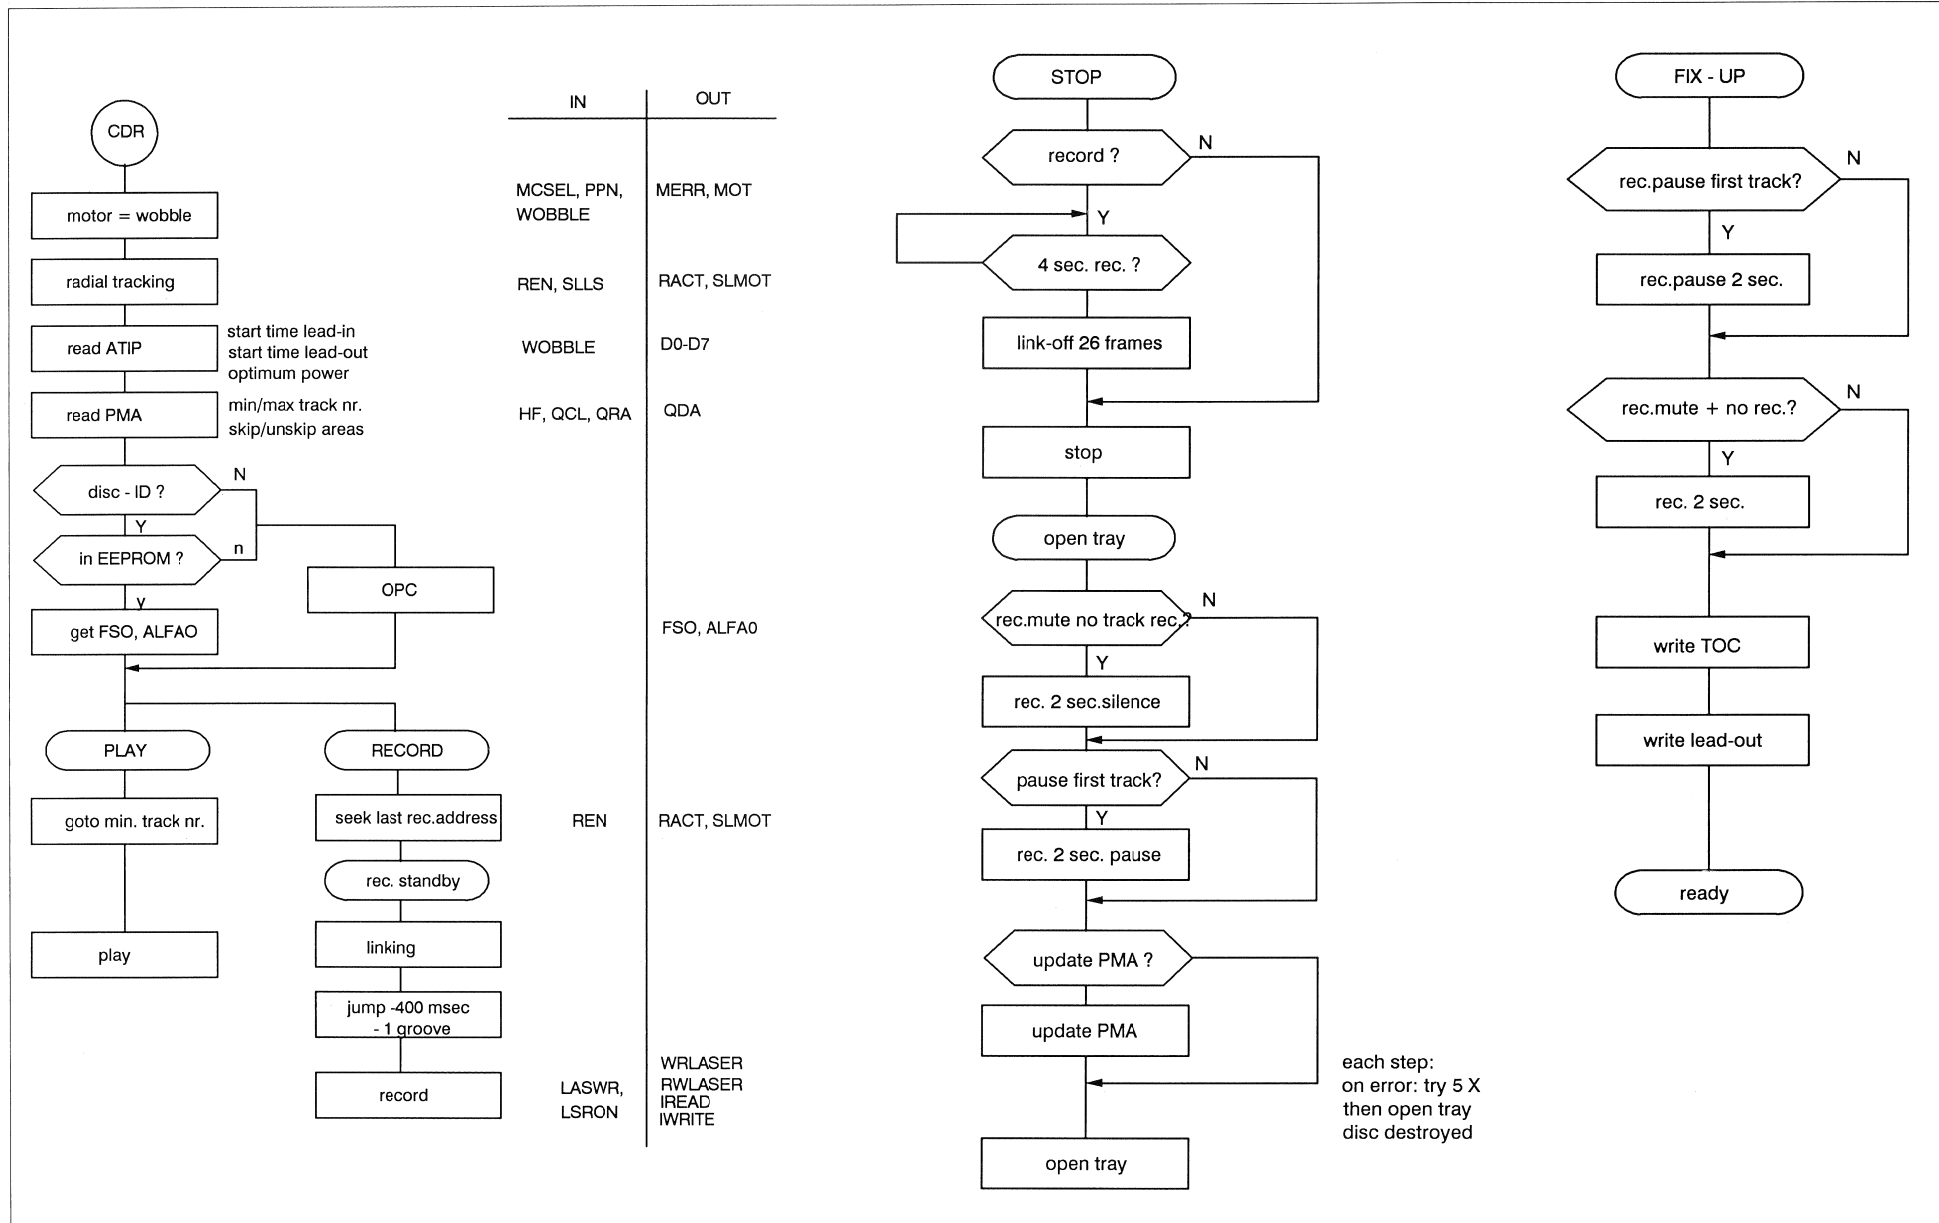 CDR
motor = wobble
radial tracking
read ATIP
start time lead-in
start time lead-out
optimum power
read PMA
min/max track nr.
skip/unskip areas
disc - ID ?
N
Y
in EEPROM ?
n
y
OPC
get FSO, ALFAO
PLAY
goto min. track nr.
play
RECORD
seek last rec.address
rec. standby
linking
jump -400 msec
- 1 groove
record
IN
OUT
MCSEL, PPN,
WOBBLE
MERR, MOT
REN, SLLS
RACT, SLMOT
WOBBLE
D0-D7
HF, QCL, QRA
QDA
FSO, ALFA0
REN
RACT, SLMOT
LASWR,
LSRON
WRLASER
RWLASER
IREAD
IWRITE
STOP
record ?
N
Y
4 sec. rec. ?
link-off 26 frames
stop
open tray
rec.mute no track rec.?
N
Y
rec. 2 sec.silence
pause first track?
N
Y
rec. 2 sec. pause
update PMA ?
update PMA
open tray
each step:
on error: try 5 X
then open tray
disc destroyed
FIX - UP
rec.pause first track?
N
Y
rec.pause 2 sec.
rec.mute + no rec.?
N
Y
rec. 2 sec.
write TOC
write lead-out
ready